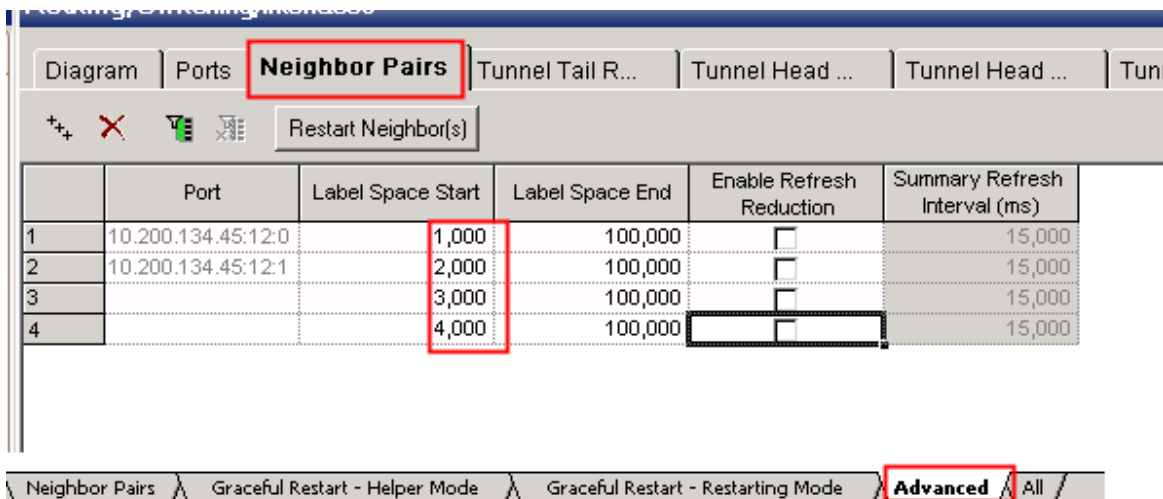 Diagram Ports Neighbor Pairs Tunnel Tail R... Tunnel Head ... Tunnel Head ... Tun
Restart Neighbor(s)
Port Label Space Start Label Space End Enable Refresh Reduction Summary Refresh Interval (ms)
1 10.200.134.45:12:0 1,000 100,000 15,000
2 10.200.134.45:12:1 2,000 100,000 15,000
3 3,000 100,000 15,000
4 4,000 100,000 15,000
Neighbor Pairs Graceful Restart - Helper Mode Graceful Restart - Restarting Mode Advanced All